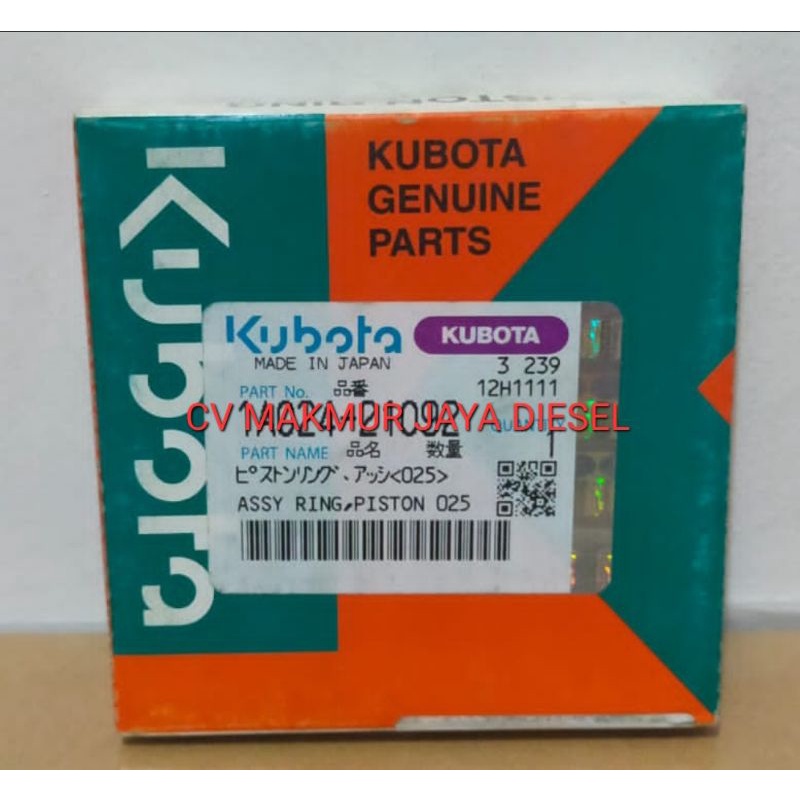 Kubota
KUBOTA
GENUINE
PARTS
Kubota KUBOTA
MADE IN JAPAN 3 239
PART No. 品番 12H1111
CV MAKMUR JAYA DIESEL
PART NAME 品名 数量 1
ピストンリング、アッシ<025>
ASSY RING,PISTON 025